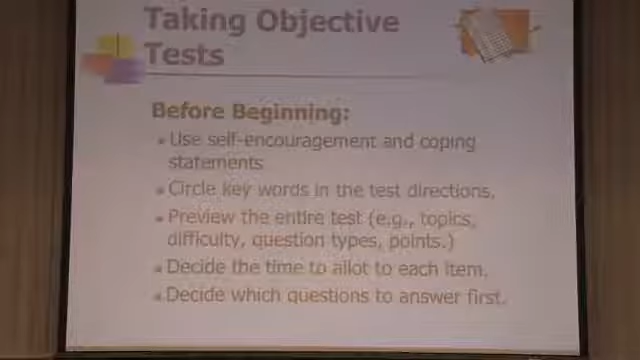 Taking Objective
Tests
Before Beginning:
Use self-encouragement and coping
statements
Circle key words in the test directions.
Preview the entire test (e.g., topics,
difficulty, question types, points.)
Decide the time to allot to each item.
Decide which questions to answer first.